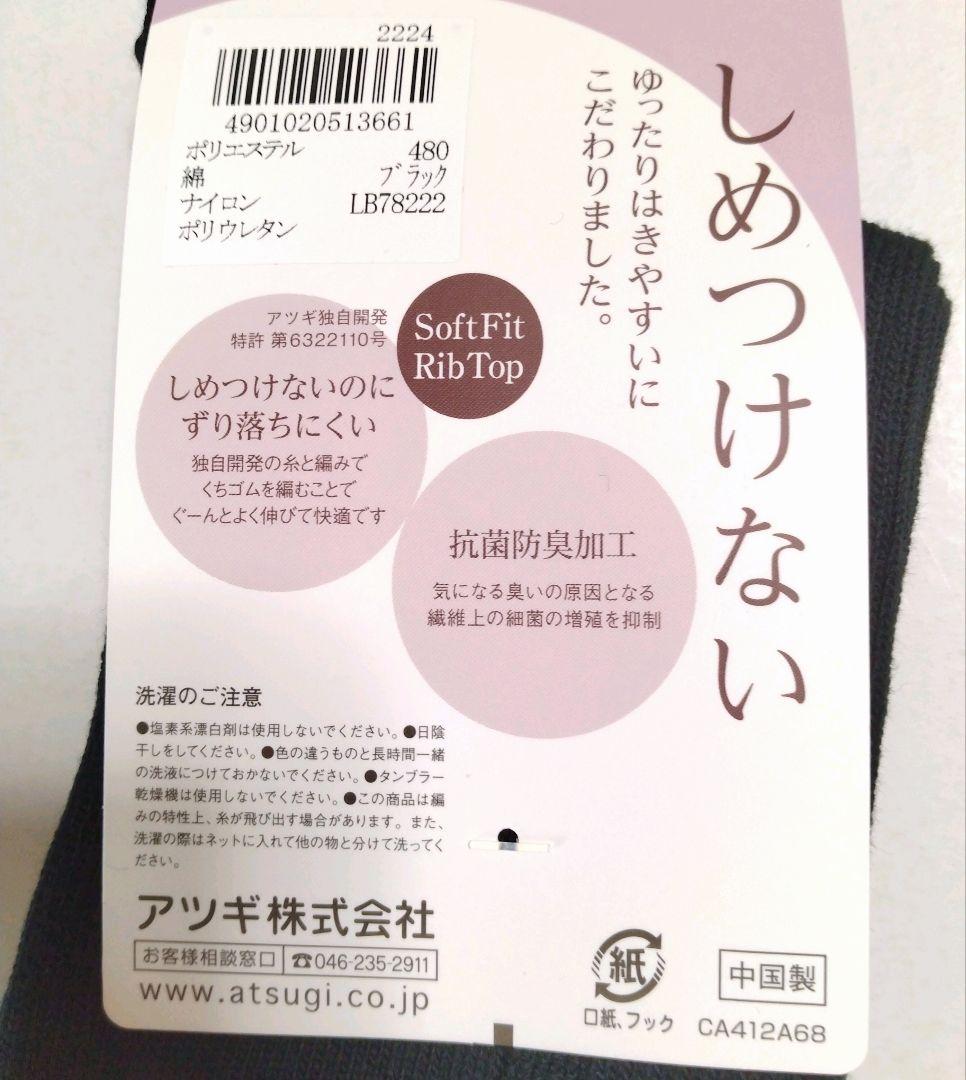 しめつけない
ゆったりはきやすいに
こだわりました。
2224
4901020513661
ポリエステル 480
綿 ブラック
ナイロン LB78222
ポリウレタン
アツギ独自開発
特許 第6322110号
SoftFit
Rib Top
しめつけないのに
ずり落ちにくい
独自開発の糸と編みで
くちゴムを編むことで
ぐーんとよく伸びて快適です
抗菌防臭加工
気になる臭いの原因となる
繊維上の細菌の増殖を抑制
洗濯のご注意
●塩素系漂白剤は使用しないでください。●日陰
干しをしてください。●色の違うものと長時間一緒
の洗液につけておかないでください。●タンブラー
乾燥機は使用しないでください。●この商品は編
みの特性上、糸が飛び出す場合があります。また、
洗濯の際はネットに入れて他の物と分けて洗ってく
ださい。
アツギ株式会社
お客様相談窓口 ☎046-235-2911
www.atsugi.co.jp
紙
口紙、フック
中国製
CA412A68